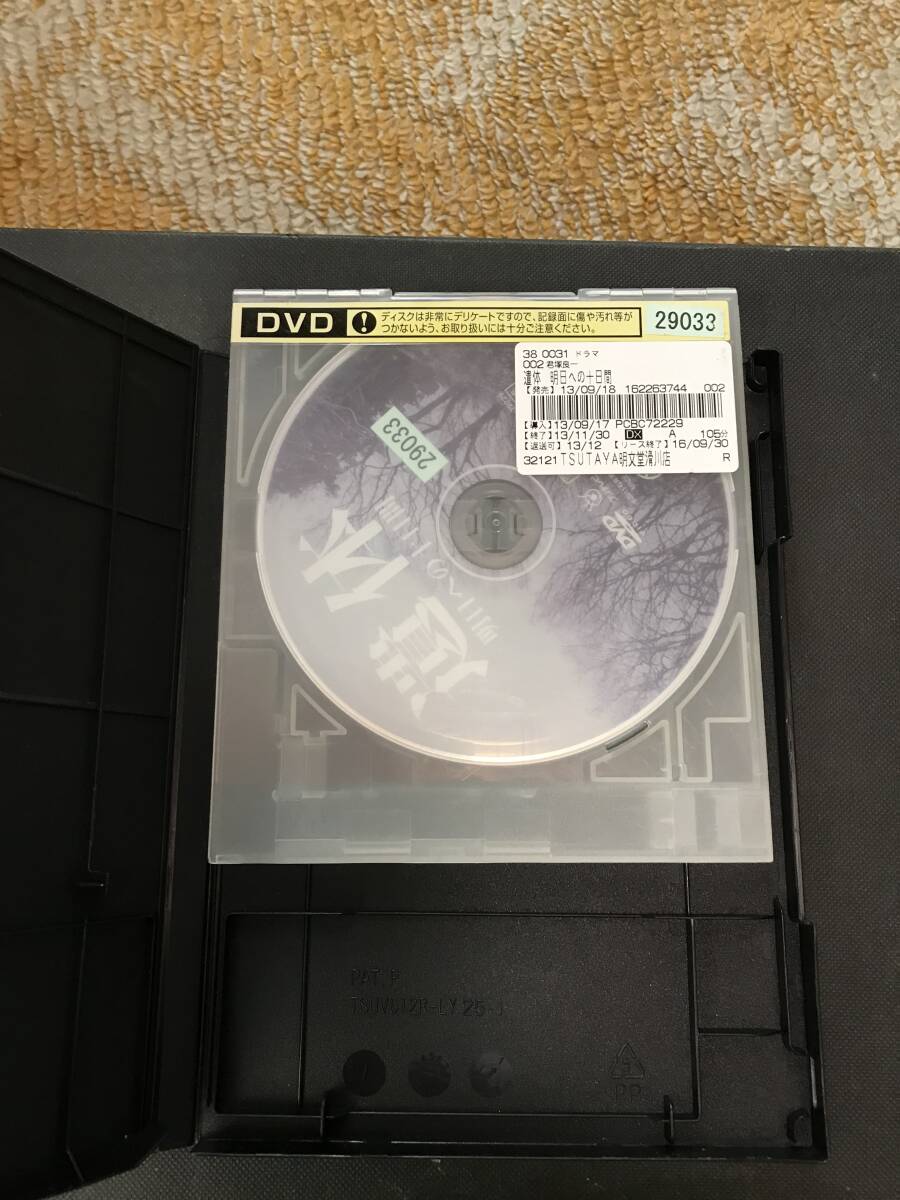 DVD
ディスクは非常にデリケートですので、記録面に傷や汚れ等が
つかないよう、お取り扱いには十分ご注意ください。
29033
38 0031 ドラマ
002 君塚良一
遺体 明日への十日間
【発売】13/09/18 162263744 002
【導入】13/09/17 PCBC72229
【終了】13/11/30 DX A 105分
【返送可】13/12 【リース終了】16/09/30
32121 TSUTAYA明文堂滑川店 R
29033
DVD
遺体
明日への十日間
PAT.P
PP